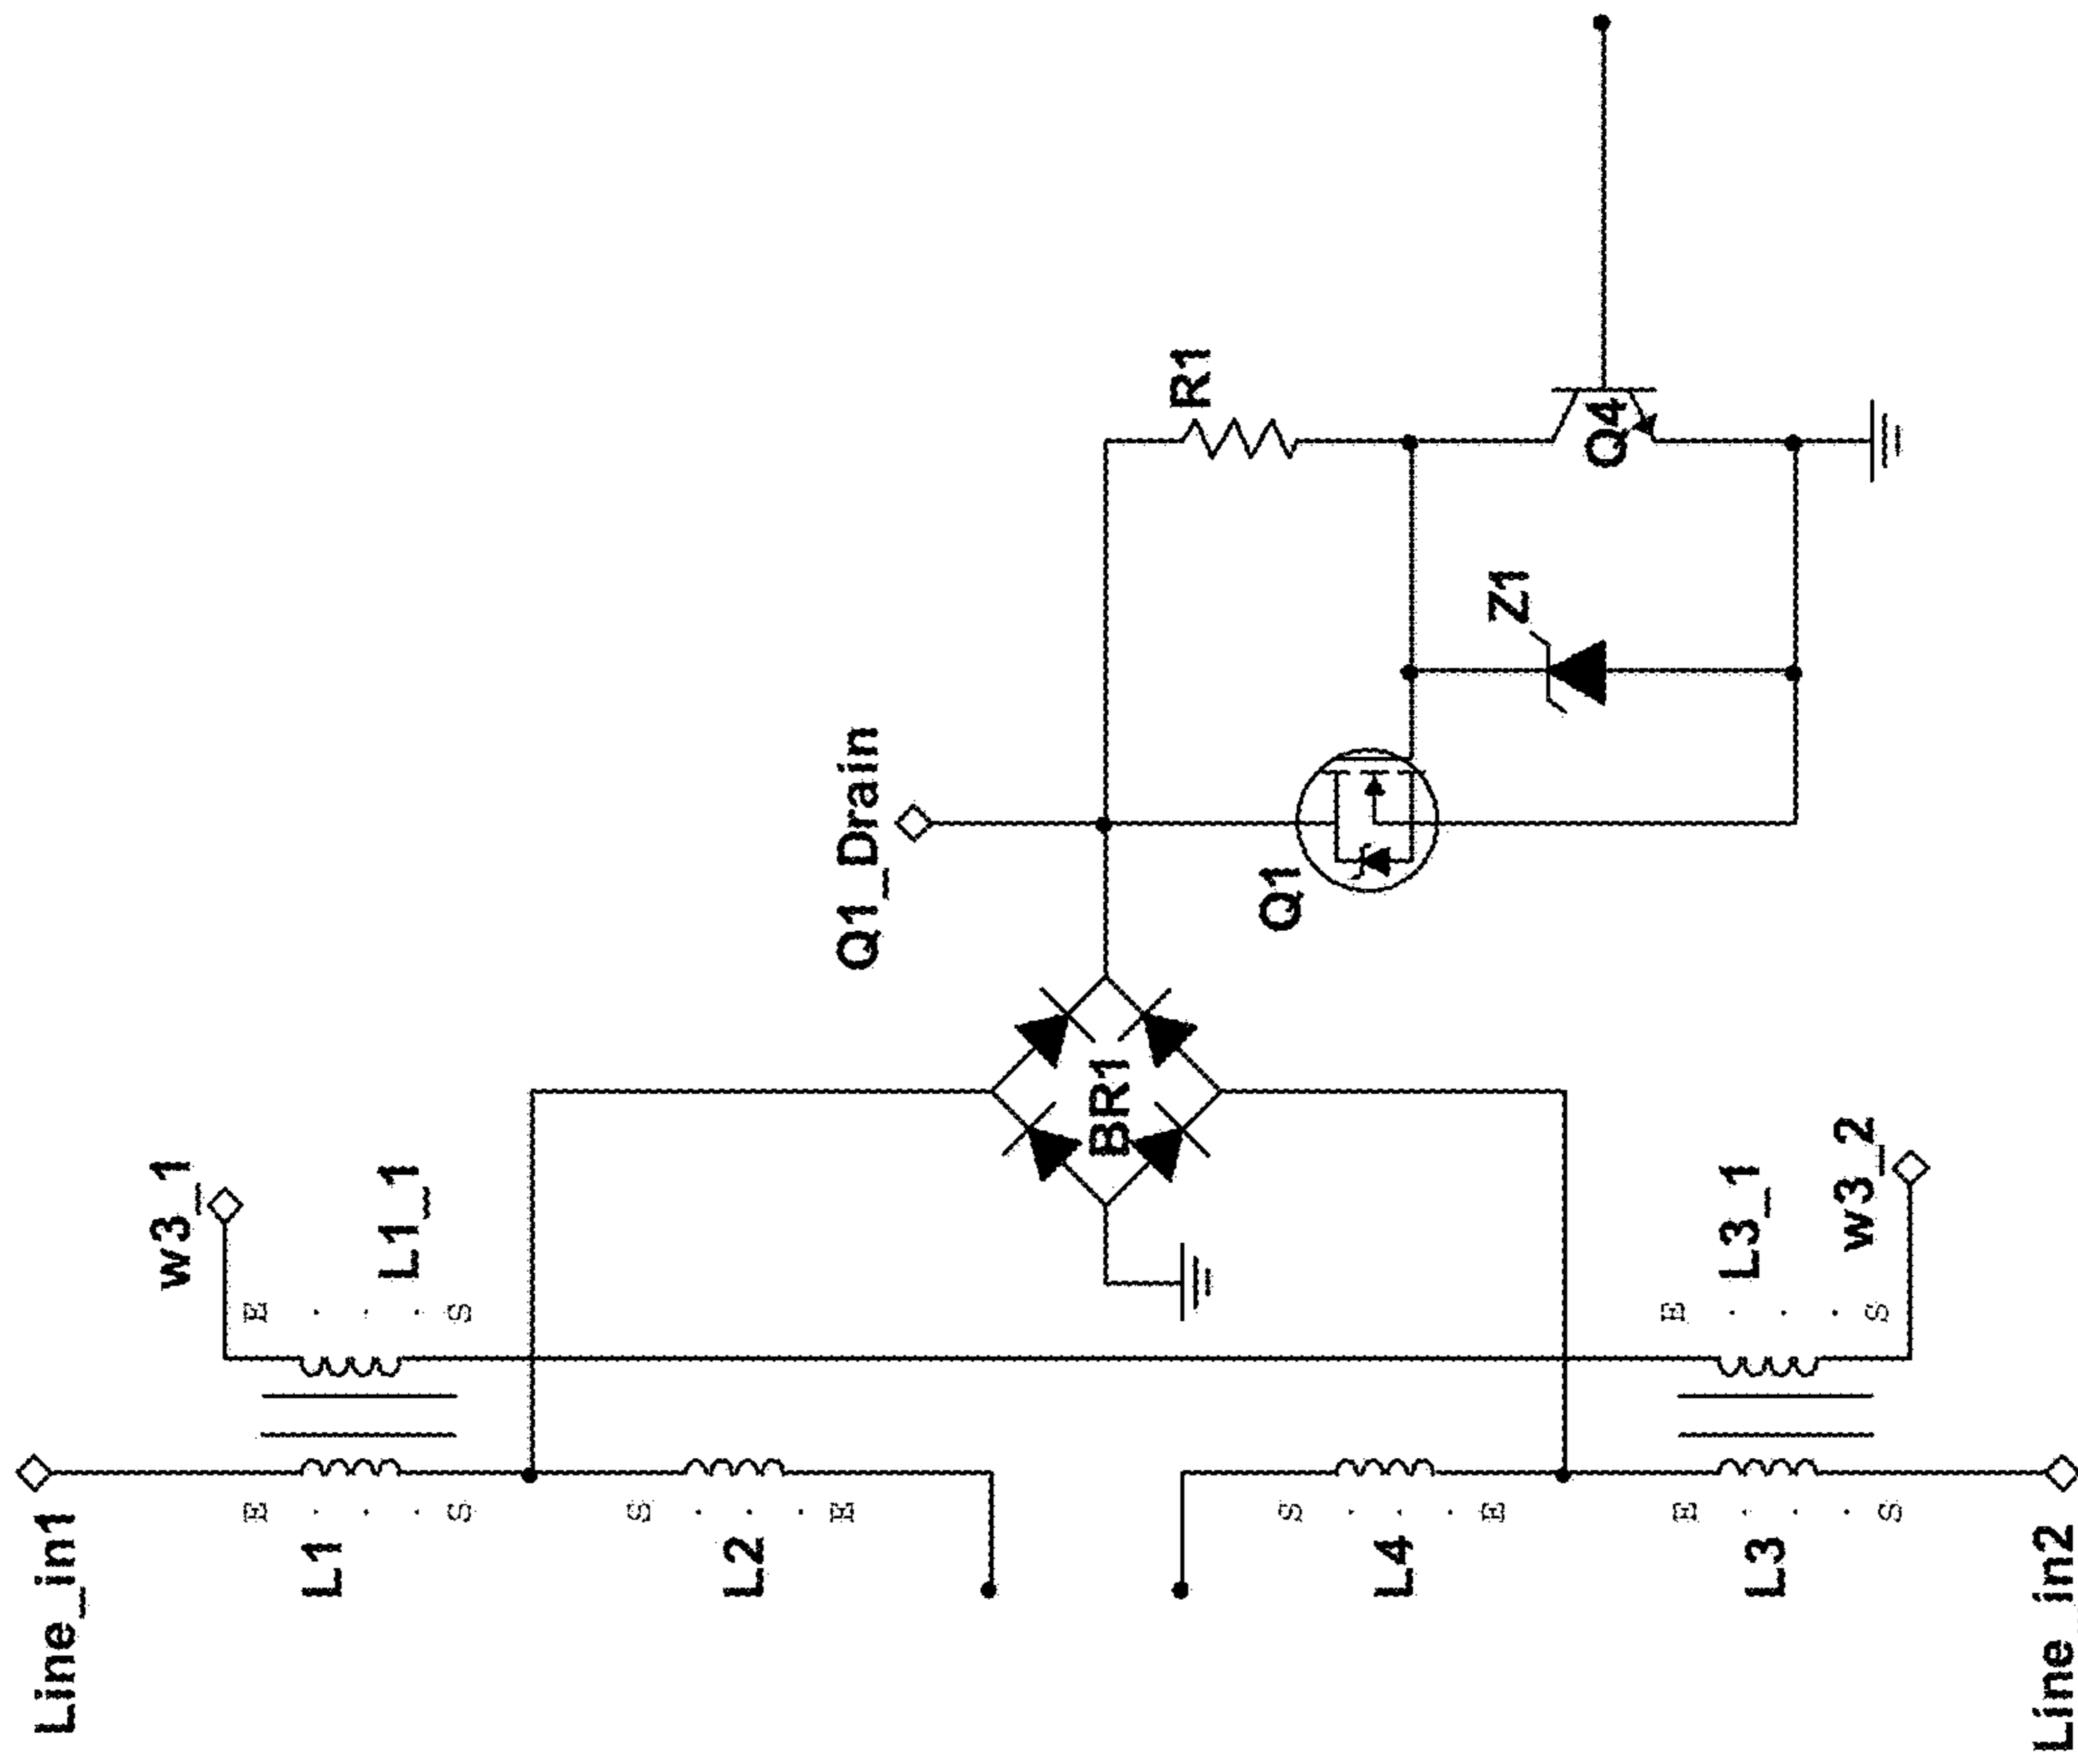 Line_in1
L1
L2
L4
L3
Line_in2
E . . . S
S . . . E
S . . . E
E . . . S
E . . . S
E . . . S
w3_1
L1_1
L3_1
w3_2
BR1
Q1_Drain
Q1
Z1
R1
Q4